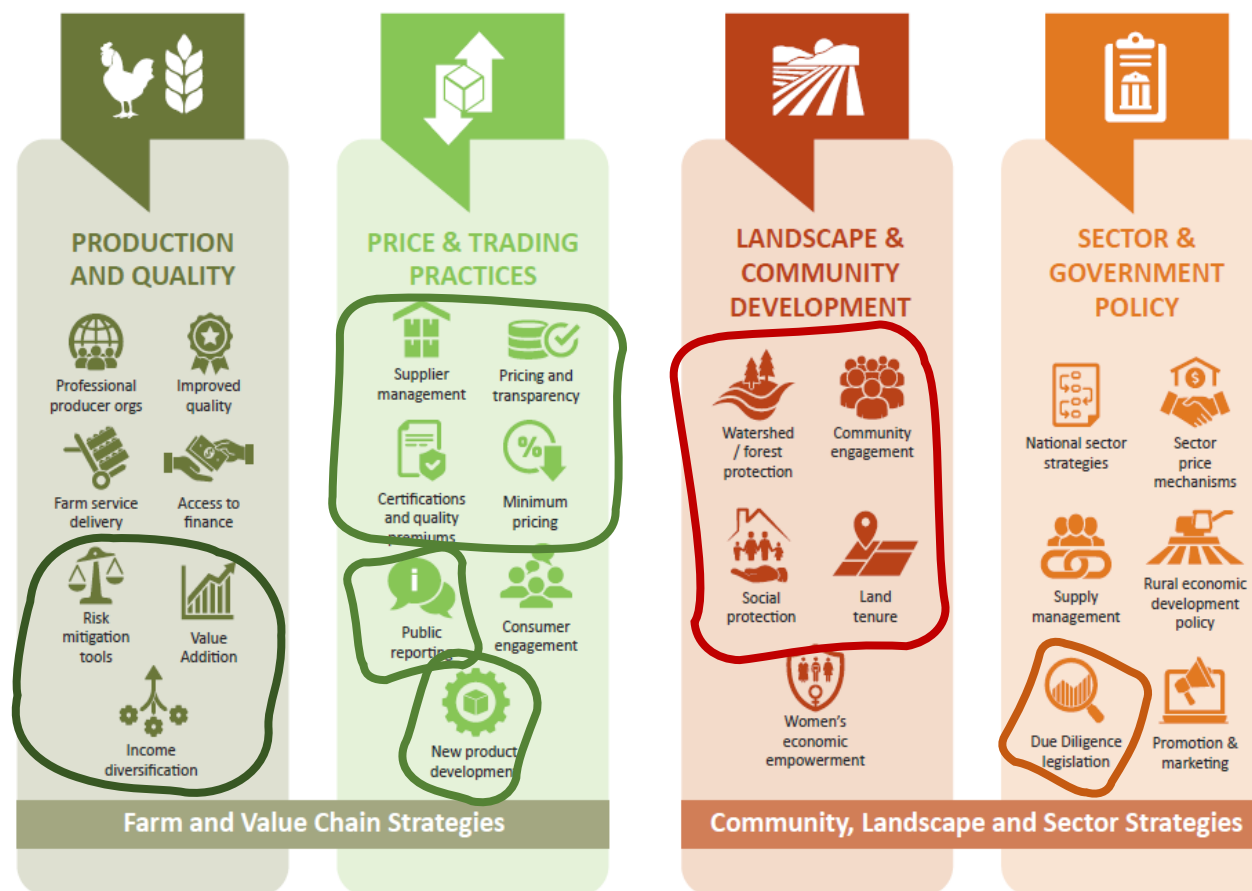 PRODUCTION
AND QUALITY
Professional
producer orgs
Improved
quality
Farm service
delivery
Access to
finance
Risk
mitigation
tools
Value
Addition
Income
diversification
PRICE & TRADING
PRACTICES
Supplier
management
Pricing and
transparency
Certifications
and quality
premiums
%
Minimum
pricing
i
Public
reporting
Consumer
engagement
New product
development
Farm and Value Chain Strategies
LANDSCAPE &
COMMUNITY
DEVELOPMENT
Watershed
/ forest
protection
Community
engagement
Social
protection
Land
tenure
Women's
economic
empowerment
SECTOR &
GOVERNMENT
POLICY
National sector
strategies
$
Sector
price
mechanisms
Supply
management
Rural economic
development
policy
Due Diligence
legislation
Promotion &
marketing
Community, Landscape and Sector Strategies